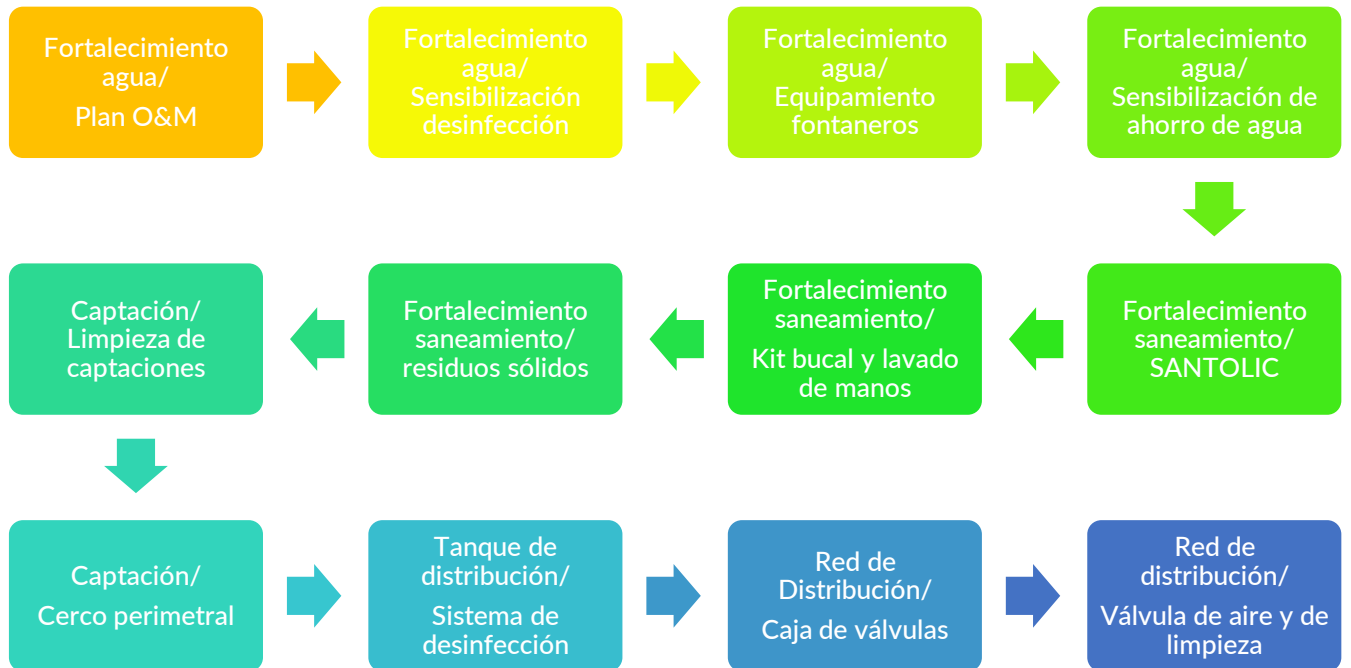 Fortalecimiento
agua/
Plan O&M
Fortalecimiento
agua/
Sensibilización
desinfección
Fortalecimiento
agua/
Equipamiento
fontaneros
Fortalecimiento
agua/
Sensibilización de
ahorro de agua
Fortalecimiento
saneamiento/
SANTOLIC
Fortalecimiento
saneamiento/
Kit bucal y lavado
de manos
Fortalecimiento
saneamiento/
residuos sólidos
Captación/
Limpieza de
captaciones
Captación/
Cerco perimetral
Tanque de
distribución/
Sistema de
desinfección
Red de
Distribución/
Caja de válvulas
Red de
distribución/
Válvula de aire y de
limpieza